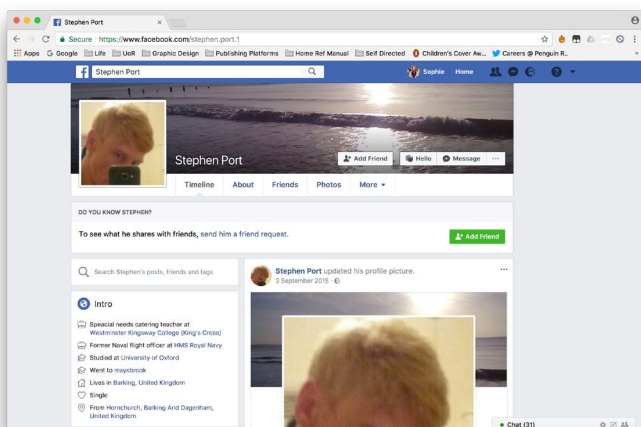 Stephen Port
Secure https://www.facebook.com/stephen.port.1
Apps Google Life UoR Graphic Design Publishing Platforms Home Ref Manual Self Directed Children's Cover Aw... Careers @ Penguin R..
Stephen Port
Sophie Home
Stephen Port
Add Friend Hello Message ...
Timeline About Friends Photos More
DO YOU KNOW STEPHEN?
To see what he shares with friends, send him a friend request.
Add Friend
Search Stephen's posts, friends and tags
Intro
Speacial needs catering teacher at
Westminster Kingsway College (King's Cross)
Former Naval flight officer at HMS Royal Navy
Studied at University of Oxford
Went to maysbrook
Lives in Barking, United Kingdom
Single
From Hornchurch, Barking And Dagenham,
United Kingdom
Stephen Port updated his profile picture.
3 September 2015 ·
Chat (31)